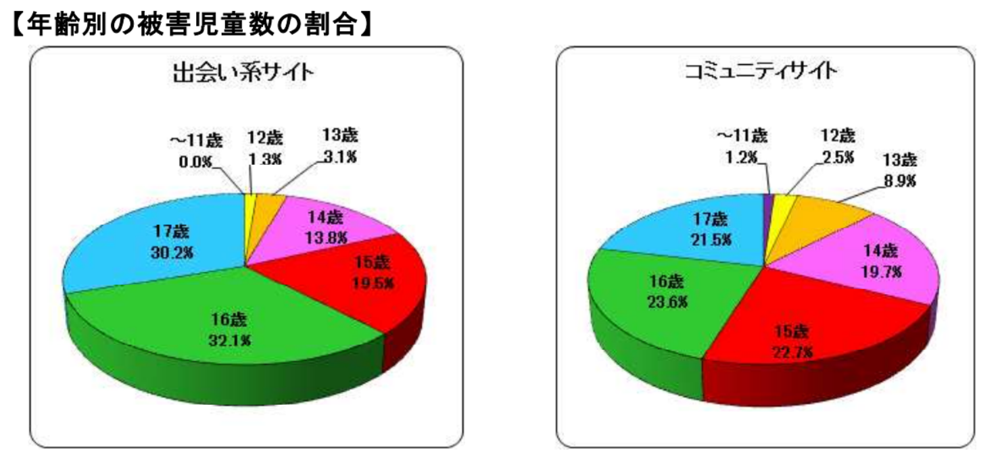 【年齢別の被害児童数の割合】
出会い系サイト
～11歳
0.0%
12歳
1.3%
13歳
3.1%
14歳
13.8%
15歳
19.5%
16歳
32.1%
17歳
30.2%
コミュニティサイト
～11歳
1.2%
12歳
2.5%
13歳
8.9%
14歳
19.7%
15歳
22.7%
16歳
23.6%
17歳
21.5%